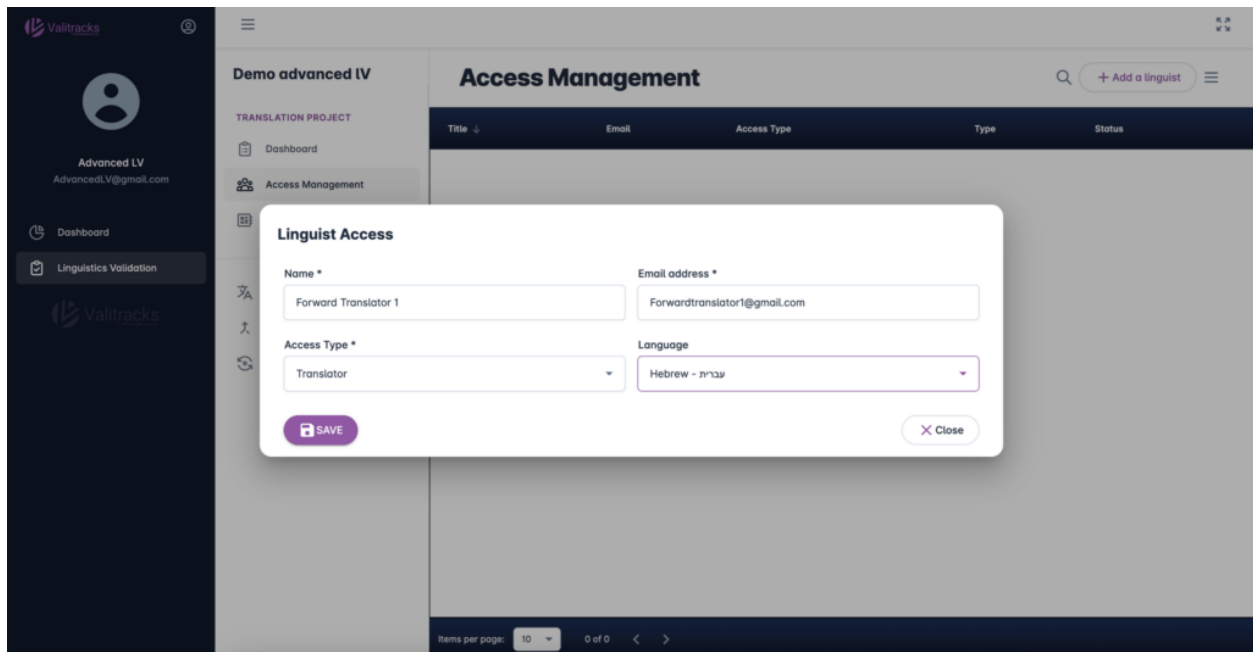 Valitracks
Demo advanced lV
Access Management
+ Add a linguist
TRANSLATION PROJECT
Title ↓ Email Access Type Type Status
Dashboard
Advanced LV
AdvancedLV@gmail.com
Access Management
Dashboard
Linguistics Validation
Valitracks
Linguist Access
Name *
Email address *
Forward Translator 1
Forwardtranslator1@gmail.com
Access Type *
Language
Translator
Hebrew - עברית
SAVE
Close
Items per page: 10 0 of 0